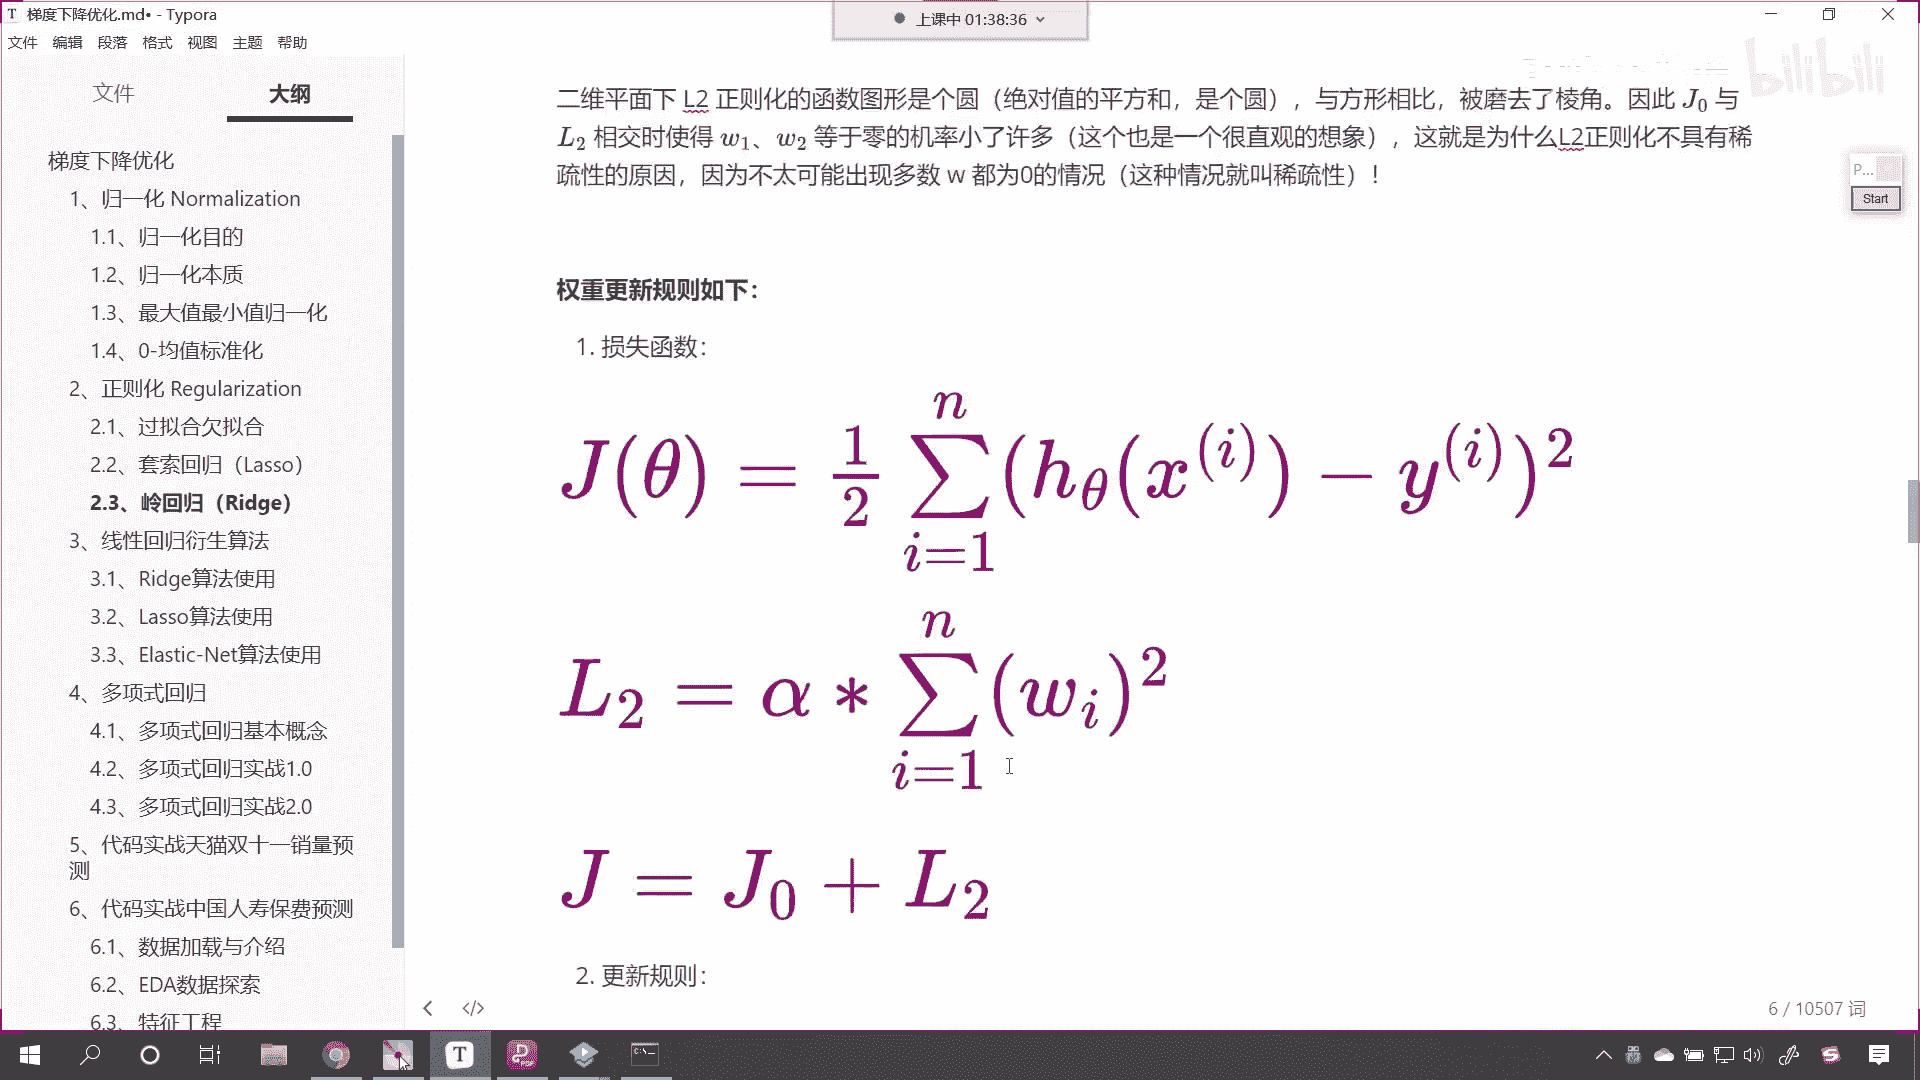 梯度下降优化.md• - Typora
上课中 01:38:36
文件 编辑 段落 格式 视图 主题 帮助
bilibili
文件 大纲
梯度下降优化
1、归一化 Normalization
1.1、归一化目的
1.2、归一化本质
1.3、最大值最小值归一化
1.4、0-均值标准化
2、正则化 Regularization
2.1、过拟合欠拟合
2.2、套索回归（Lasso）
2.3、岭回归（Ridge）
3、线性回归衍生算法
3.1、Ridge算法使用
3.2、Lasso算法使用
3.3、Elastic-Net算法使用
4、多项式回归
4.1、多项式回归基本概念
4.2、多项式回归实战1.0
4.3、多项式回归实战2.0
5、代码实战天猫双十一销量预
测
6、代码实战中国人寿保费预测
6.1、数据加载与介绍
6.2、EDA数据探索
6.3、特征工程
二维平面下 L2 正则化的函数图形是个圆（绝对值的平方和，是个圆），与方形相比，被磨去了棱角。因此 J₀ 与
L₂ 相交时使得 w₁、w₂ 等于零的机率小了许多（这个也是一个很直观的想象），这就是为什么L2正则化不具有稀
疏性的原因，因为不太可能出现多数 w 都为0的情况（这种情况就叫稀疏性）！
权重更新规则如下：
1. 损失函数：
J(θ) = 1/2 ∑_{i=1}^{n} (h_θ(x^{(i)}) − y^{(i)})²
L₂ = α * ∑_{i=1}^{n} (w_i)²
J = J₀ + L₂
2. 更新规则：
P...
Start
6 / 10507 词